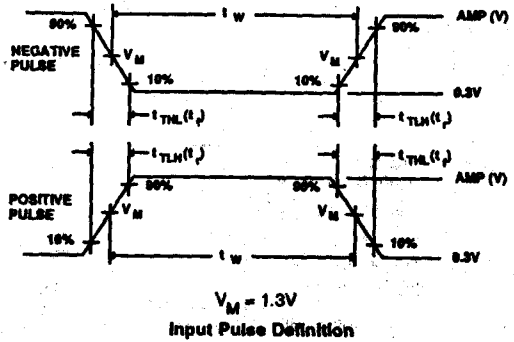 t W
AMP (V)
90%
90%
NEGATIVE
PULSE
V M
V M
10%
10%
0.3V
t THL (t f)
t TLH (t r)
t TLH (t r)
t THL (t f)
90%
90%
AMP (V)
POSITIVE
PULSE
V M
V M
10%
10%
t W
0.3V
V M = 1.3V
Input Pulse Definition